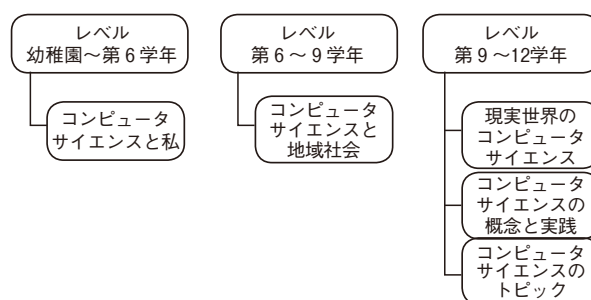 レベル
幼稚園～第６学年
コンピュータ
サイエンスと私
レベル
第６～９学年
コンピュータ
サイエンスと
地域社会
レベル
第９～12学年
現実世界の
コンピュータ
サイエンス
コンピュータ
サイエンスの
概念と実践
コンピュータ
サイエンスの
トピック